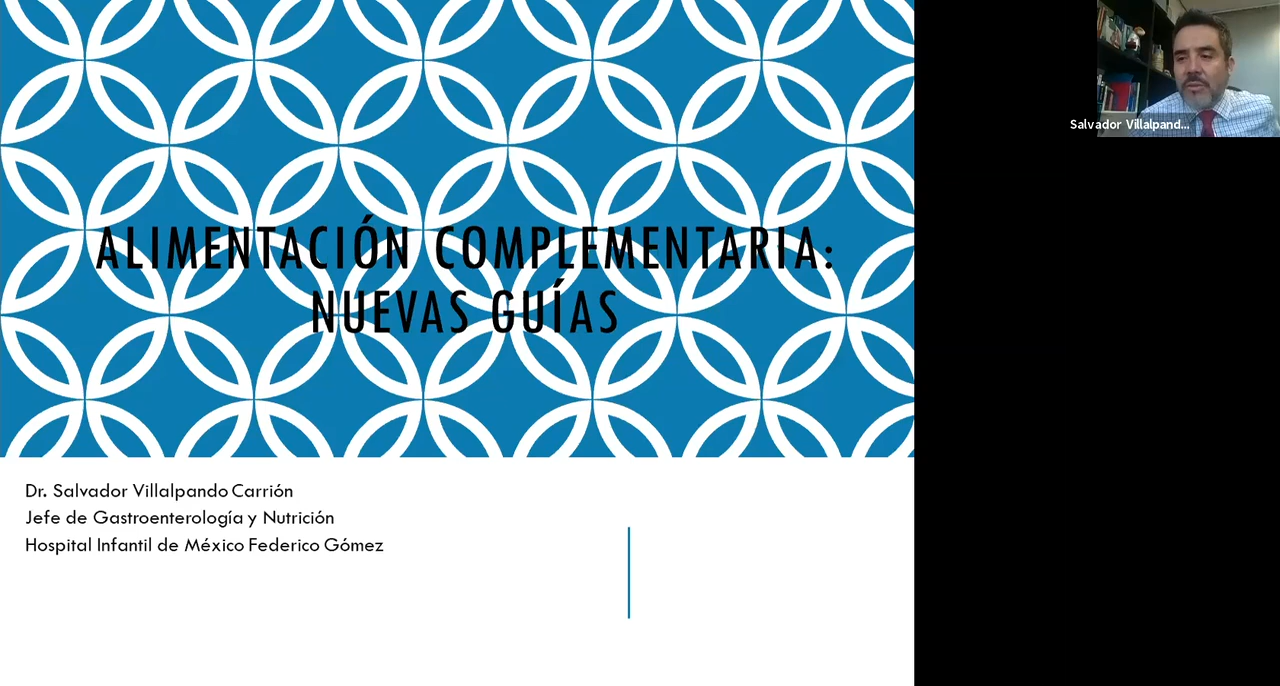 ALIMENTACIÓN COMPLEMENTARIA:
NUEVAS GUÍAS
Dr. Salvador Villalpando Carrión
Jefe de Gastroenterología y Nutrición
Hospital Infantil de México Federico Gómez
Salvador Villalpand...